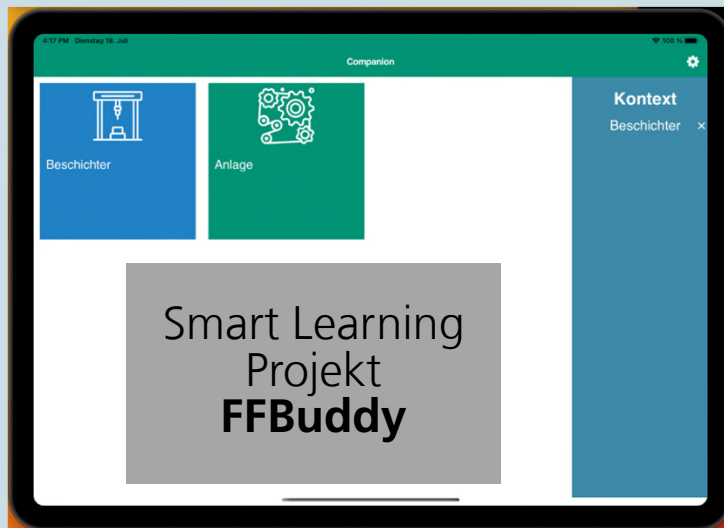 4:17 PM Dienstag 18. Juli
100 %
Companion
Kontext
Beschichter ×
Beschichter
Anlage
Smart Learning
Projekt
FFBuddy